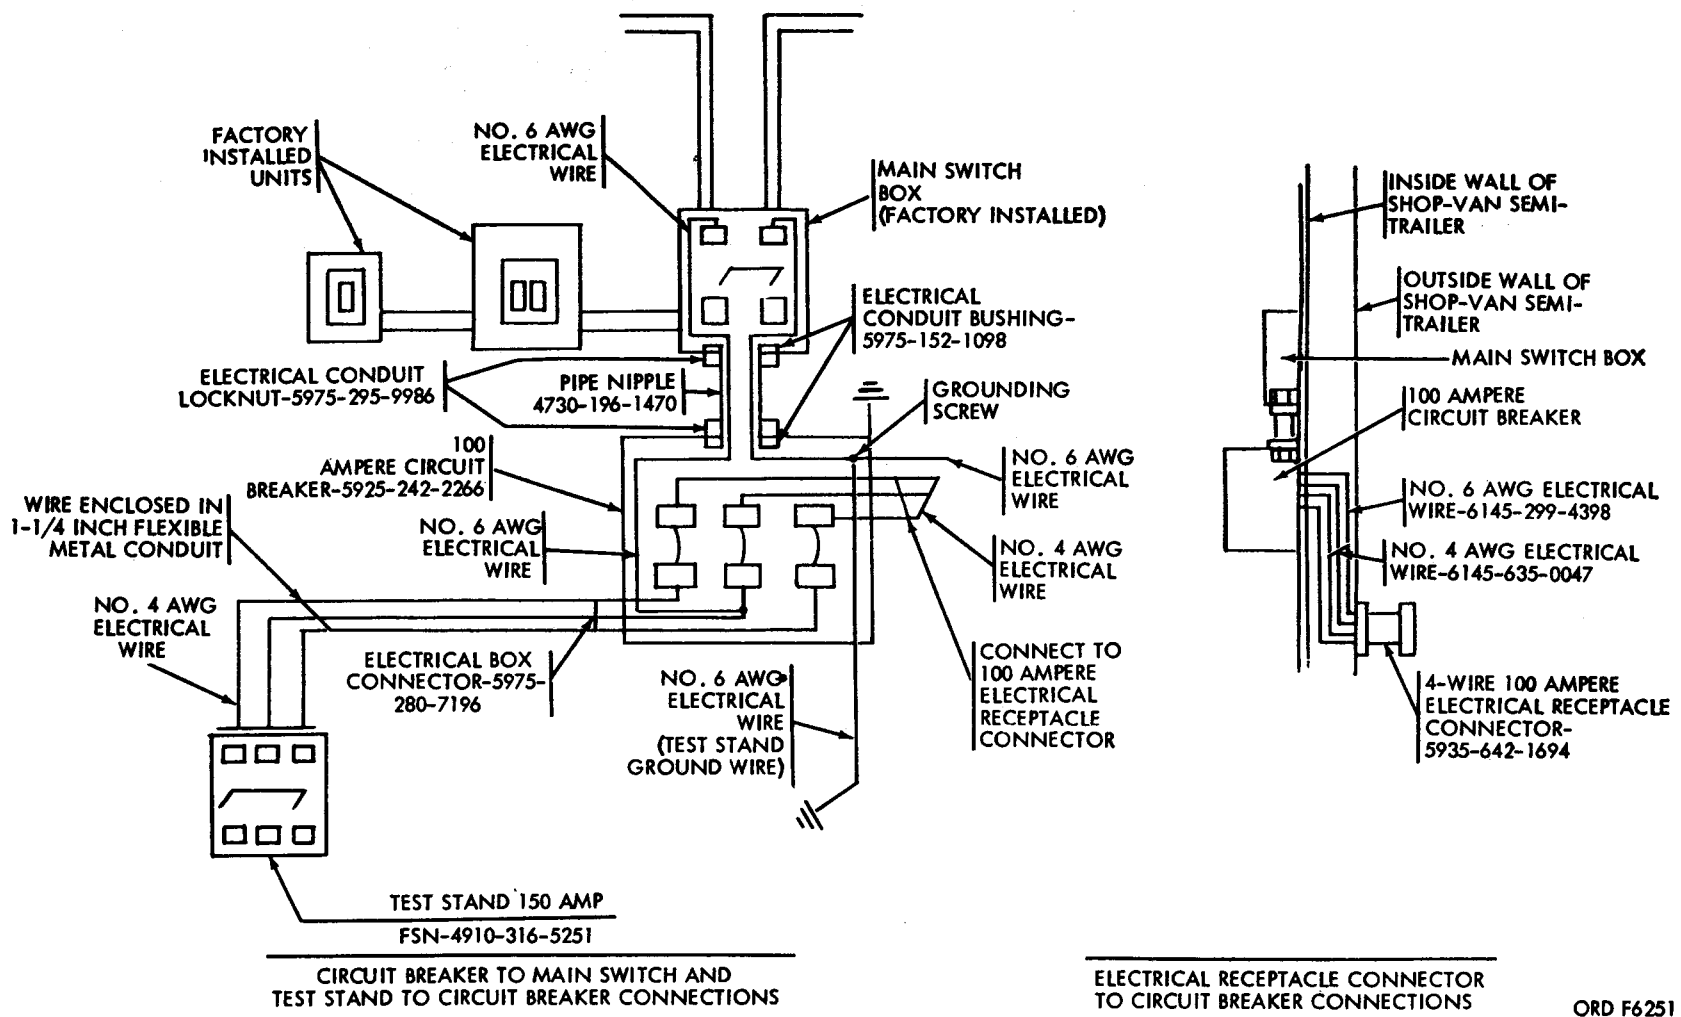 FACTORY
INSTALLED
UNITS
NO. 6 AWG
ELECTRICAL
WIRE
MAIN SWITCH
BOX
(FACTORY INSTALLED)
ELECTRICAL
CONDUIT BUSHING-
5975-152-1098
ELECTRICAL CONDUIT
LOCKNUT-5975-295-9986
PIPE NIPPLE
4730-196-1470
GROUNDING
SCREW
100
AMPERE CIRCUIT
BREAKER-5925-242-2266
NO. 6 AWG
ELECTRICAL
WIRE
WIRE ENCLOSED IN
1-1/4 INCH FLEXIBLE
METAL CONDUIT
NO. 6 AWG
ELECTRICAL
WIRE
NO. 4 AWG
ELECTRICAL
WIRE
NO. 4 AWG
ELECTRICAL
WIRE
ELECTRICAL BOX
CONNECTOR-5975-
280-7196
NO. 6 AWG
ELECTRICAL
WIRE
(TEST STAND
GROUND WIRE)
CONNECT TO
100 AMPERE
ELECTRICAL
RECEPTACLE
CONNECTOR
TEST STAND 150 AMP
FSN-4910-316-5251
CIRCUIT BREAKER TO MAIN SWITCH AND
TEST STAND TO CIRCUIT BREAKER CONNECTIONS
INSIDE WALL OF
SHOP-VAN SEMI-
TRAILER
OUTSIDE WALL OF
SHOP-VAN SEMI-
TRAILER
MAIN SWITCH BOX
100 AMPERE
CIRCUIT BREAKER
NO. 6 AWG ELECTRICAL
WIRE-6145-299-4398
NO. 4 AWG ELECTRICAL
WIRE-6145-635-0047
4-WIRE 100 AMPERE
ELECTRICAL RECEPTACLE
CONNECTOR-
5935-642-1694
ELECTRICAL RECEPTACLE CONNECTOR
TO CIRCUIT BREAKER CONNECTIONS
ORD F6251